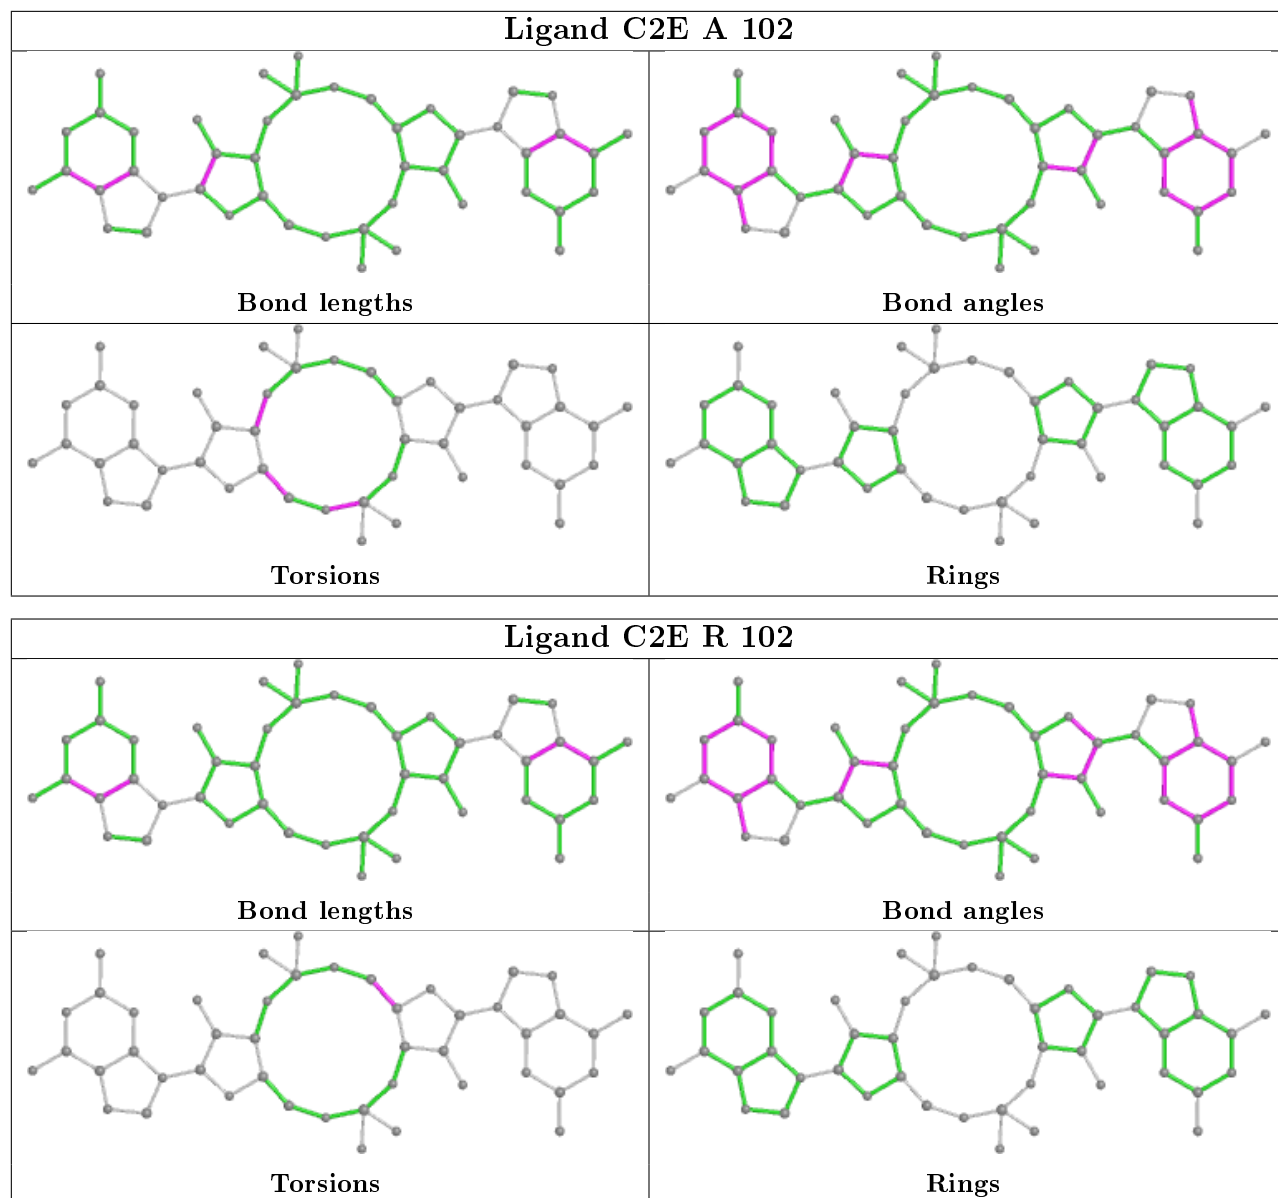 Ligand C2E A 102
Bond lengths
Bond angles
Torsions
Rings
Ligand C2E R 102
Bond lengths
Bond angles
Torsions
Rings